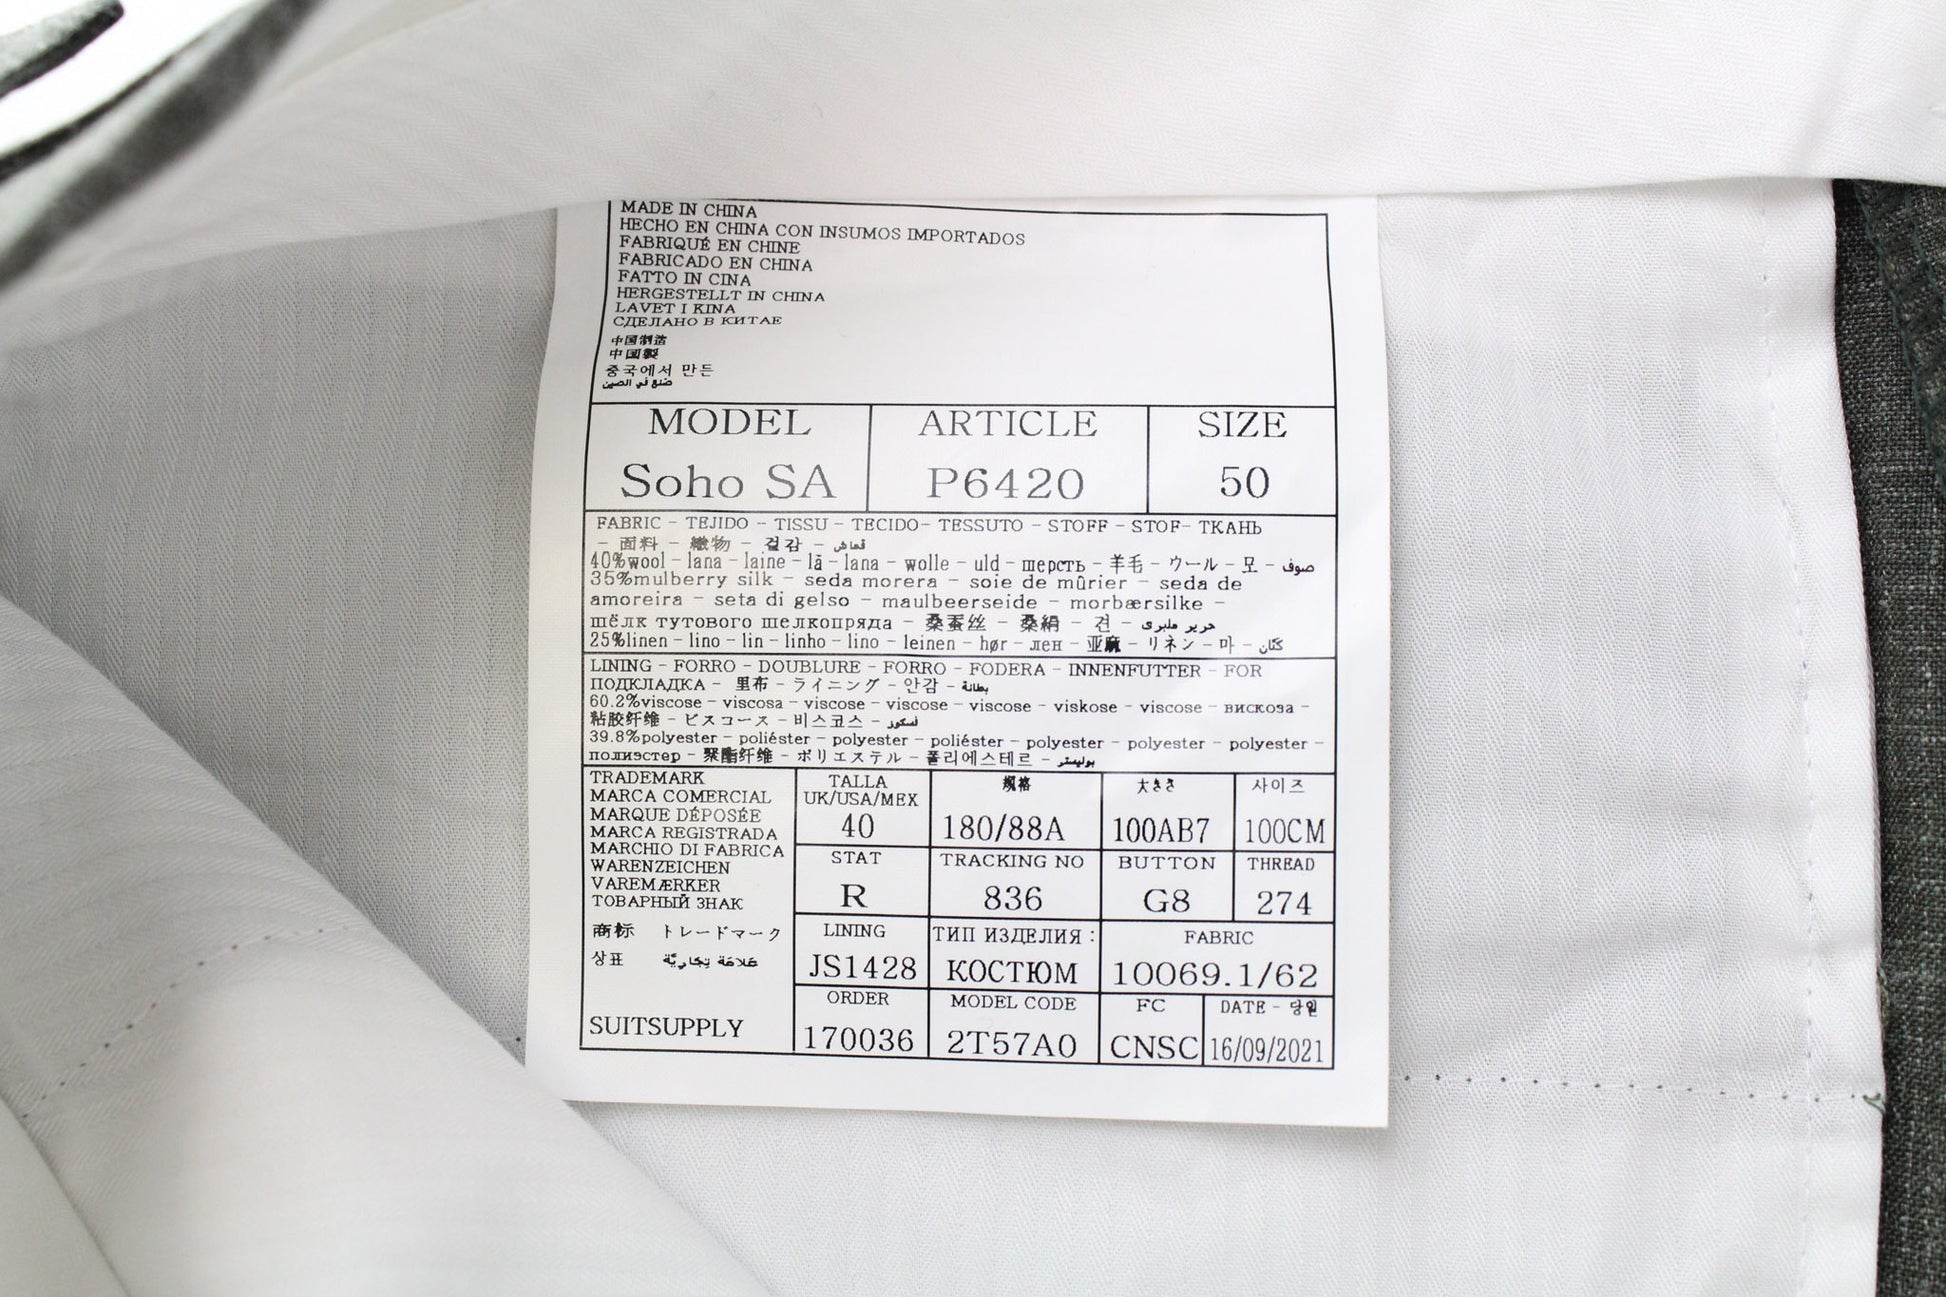 MADE IN CHINA
HECHO EN CHINA CON INSUMOS IMPORTADOS
FABRIQUÉ EN CHINE
FABRICADO EN CHINA
FATTO IN CINA
HERGESTELLT IN CHINA
LAVET I KINA
СДЕЛАНО В КИТАЕ
中国制造
中国製
중국에서 만든
صنع في الصين
MODEL ARTICLE SIZE
Soho SA P6420 50
FABRIC - TEJIDO - TISSU - TECIDO- TESSUTO - STOFF - STOF- ТКАНЬ
- 面料 - 織物 - 겉감 - قماش
40%wool - lana - laine - lã - lana - wolle - uld - шерсть - 羊毛 - ウール - 모 - صوف
35%mulberry silk - seda morera - soie de mûrier - seda de
amoreira - seta di gelso - maulbeerseide - morbærsilke -
шёлк тутового шелкопряда - 桑蚕丝 - 桑絹 - 견 - حرير ملبري
25%linen - lino - lin - linho - lino - leinen - hør - лен - 亚麻 - リネン - 마 - كتّان
LINING - FORRO - DOUBLURE - FORRO - FODERA - INNENFUTTER - FOR
ПОДКЛАДКА - 里布 - ライニング - 안감 - بطانة
60.2%viscose - viscosa - viscose - viscose - viscose - viskose - viscose - вискоза -
粘胶纤维 - ビスコース - 비스코스 - فسكوز
39.8%polyester - poliéster - polyester - poliéster - polyester - polyester - polyester -
полиэстер - 聚酯纤维 - ポリエステル - 폴리에스테르 - بوليستر
TRADEMARK
MARCA COMERCIAL
MARQUE DÉPOSÉE
MARCA REGISTRADA
MARCHIO DI FABRICA
WARENZEICHEN
VAREMÆRKER
ТОВАРНЫЙ ЗНАК
商标 トレードマーク
상표 علامة تجاريّة
SUITSUPPLY
TALLA 规格 大きさ 사이즈
UK/USA/MEX
40 180/88A 100AB7 100CM
STAT TRACKING NO BUTTON THREAD
R 836 G8 274
LINING ТИП ИЗДЕЛИЯ : FABRIC
JS1428 КОСТЮМ 10069.1/62
ORDER MODEL CODE FC DATE - 당일
170036 2T57A0 CNSC 16/09/2021